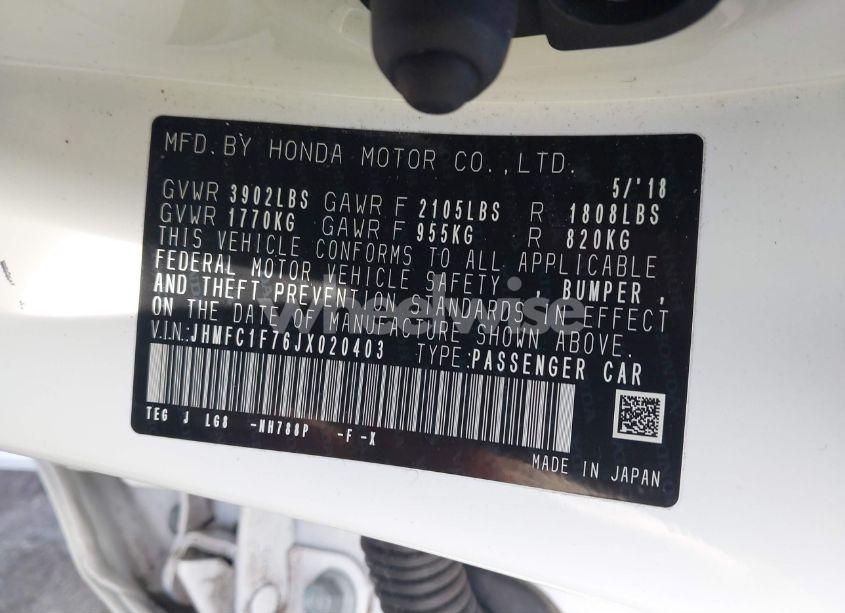 MFD. BY HONDA MOTOR CO., LTD.
5/'18
GVWR 3902LBS GAWR F 2105LBS R 1808LBS
GVWR 1770KG GAWR F 955KG R 820KG
THIS VEHICLE CONFORMS TO ALL APPLICABLE
FEDERAL MOTOR VEHICLE SAFETY , BUMPER ,
AND THEFT PREVENTION STANDARDS IN EFFECT
ON THE DATE OF MANUFACTURE SHOWN ABOVE.
V.I.N.: JHMFC1F76JX020403 TYPE: PASSENGER CAR
TEG J LG8 -NH788P -F -X
MADE IN JAPAN
wheelwise